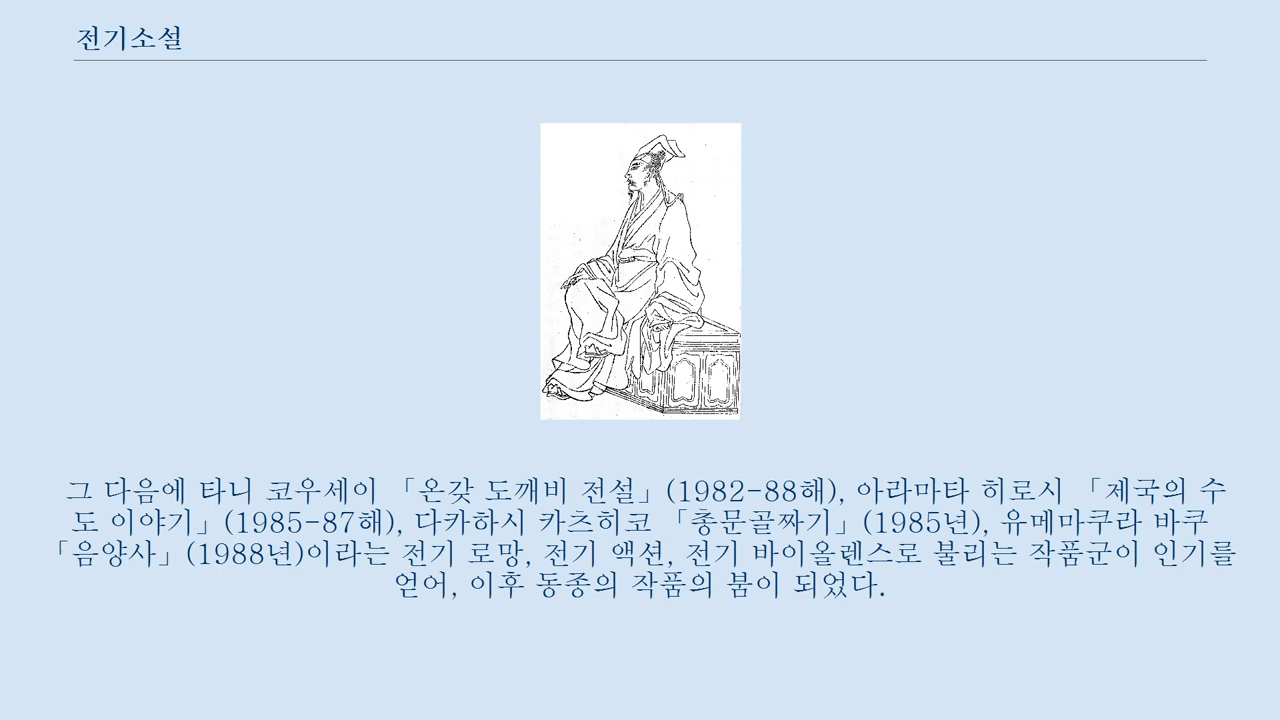 전기소설
그 다음에 타니 코우세이 「온갖 도깨비 전설」(1982-88해), 아라마타 히로시 「제국의 수
도 이야기」(1985-87해), 다카하시 카츠히코 「총문골짜기」(1985년), 유메마쿠라 바쿠
「음양사」(1988년)이라는 전기 로망, 전기 액션, 전기 바이올렌스로 불리는 작품군이 인기를
얻어, 이후 동종의 작품의 붐이 되었다.